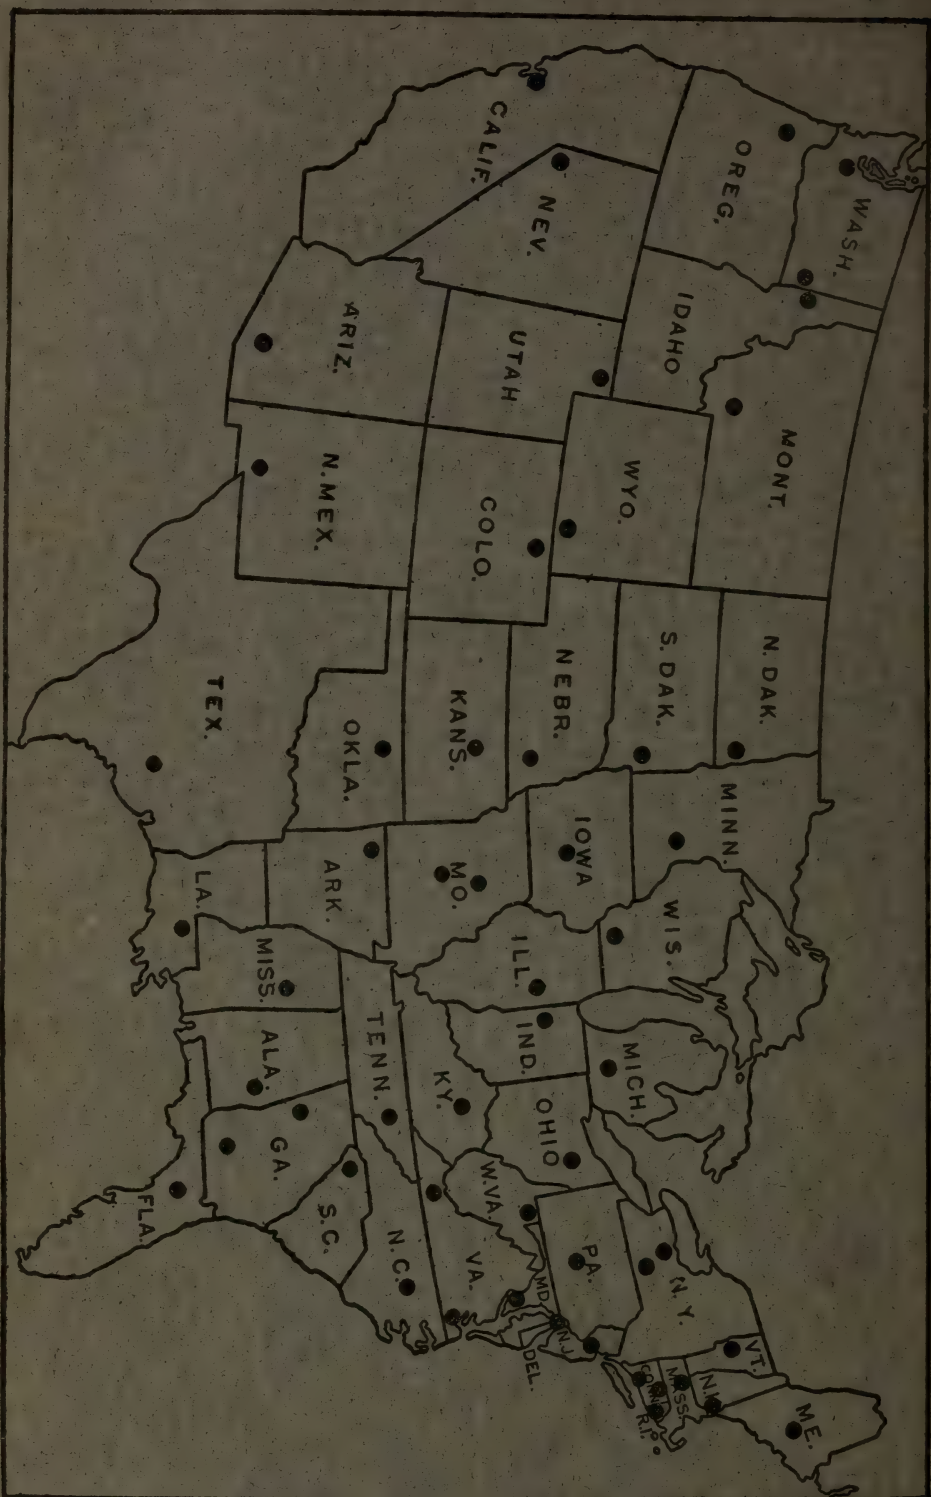 WASH.
OREG.
CALIF.
NEV.
IDAHO
MONT.
WYO.
UTAH
ARIZ.
COLO.
N.MEX.
N. DAK.
S. DAK.
NEBR.
KANS.
OKLA.
TEX.
MINN.
IOWA
MO.
ARK.
LA.
WIS.
ILL.
MICH.
IND.
OHIO
KY.
TENN.
MISS.
ALA.
GA.
FLA.
S.C.
N.C.
VA.
W.VA.
PA.
MD.
DEL.
N.J.
N.Y.
VT.
N.H.
ME.
MASS.
CONN.
R.I.